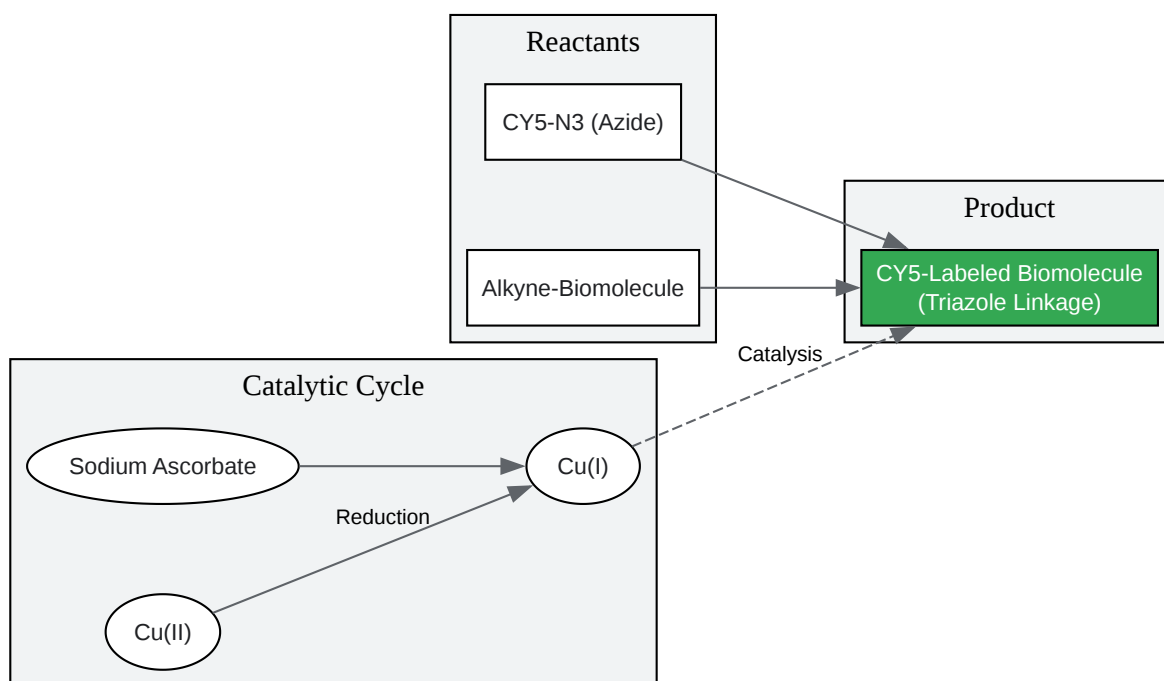 Reactants
CY5-N3 (Azide)
Alkyne-Biomolecule
Product
CY5-Labeled Biomolecule
(Triazole Linkage)
Catalysis
Catalytic Cycle
Sodium Ascorbate
Cu(I)
Reduction
Cu(II)